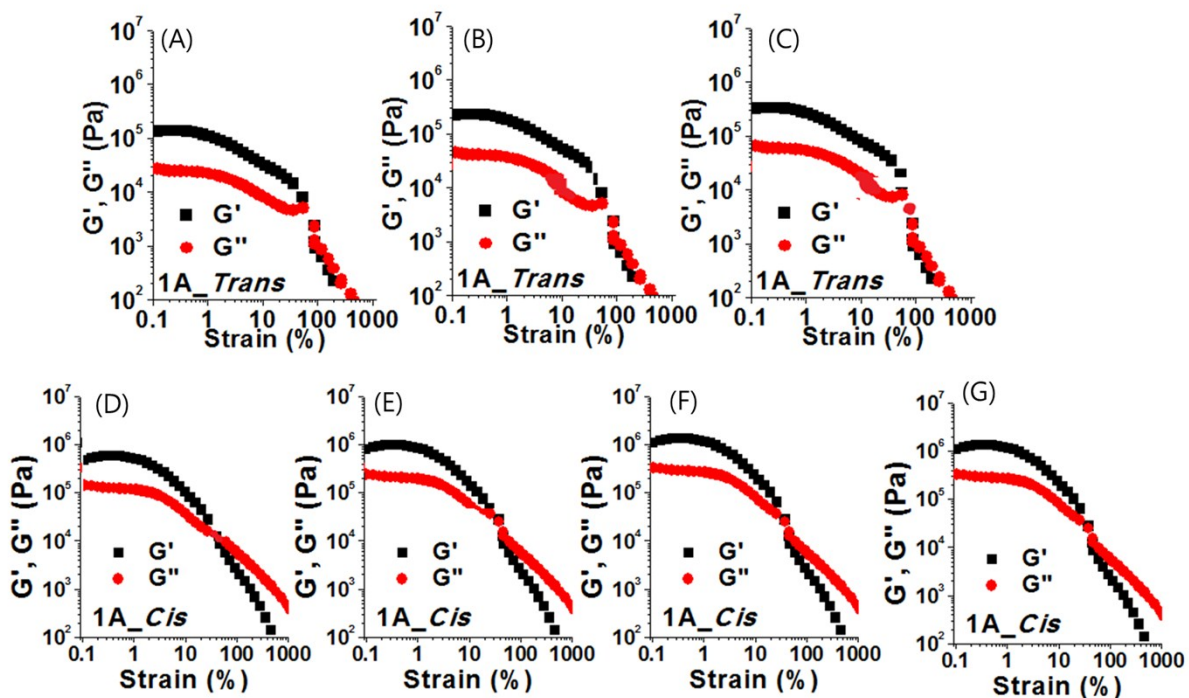 (A)
10⁷
10⁶
10⁵
10⁴
10³
10²
G', G'' (Pa)
G'
G''
1A_Trans
0.1 1 10 100 1000
Strain (%)
(B)
10⁷
10⁶
10⁵
10⁴
10³
10²
G', G'' (Pa)
G'
G''
1A_Trans
0.1 1 10 100 1000
Strain (%)
(C)
10⁷
10⁶
10⁵
10⁴
10³
10²
G', G'' (Pa)
G'
G''
1A_Trans
0.1 1 10 100 1000
Strain (%)
(D)
10⁷
10⁶
10⁵
10⁴
10³
10²
G', G'' (Pa)
G'
G''
1A_Cis
0.1 1 10 100 1000
Strain (%)
(E)
10⁷
10⁶
10⁵
10⁴
10³
10²
G', G'' (Pa)
G'
G''
1A_Cis
0.1 1 10 100 1000
Strain (%)
(F)
10⁷
10⁶
10⁵
10⁴
10³
10²
G', G'' (Pa)
G'
G''
1A_Cis
0.1 1 10 100 1000
Strain (%)
(G)
10⁷
10⁶
10⁵
10⁴
10³
10²
G', G'' (Pa)
G'
G''
1A_Cis
0.1 1 10 100 1000
Strain (%)